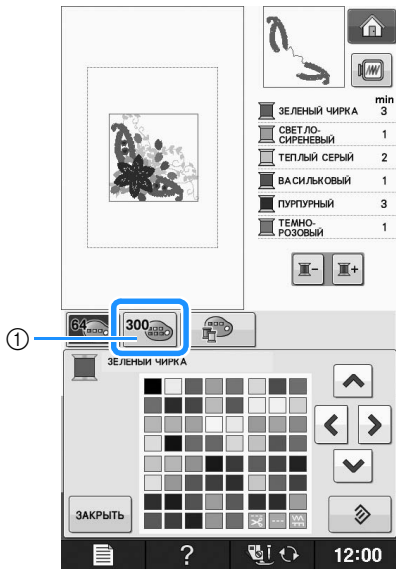 min
ЗЕЛЕНЫЙ ЧИРКА 3
СВЕТЛО-
СИРЕНЕВЫЙ 1
ТЕПЛЫЙ СЕРЫЙ 2
ВАСИЛЬКОВЫЙ 1
ПУРПУРНЫЙ 3
ТЕМНО-
РОЗОВЫЙ 1
64 300
①
ЗЕЛЕНЫЙ ЧИРКА
ЗАКРЫТЬ
? 12:00